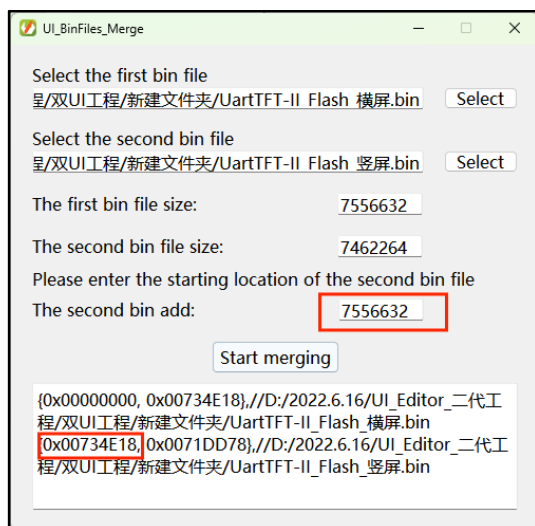 UI_BinFiles_Merge
Select the first bin file
程/双UI工程/新建文件夹/UartTFT-II_Flash_横屏.bin Select
Select the second bin file
程/双UI工程/新建文件夹/UartTFT-II_Flash_竖屏.bin Select
The first bin file size: 7556632
The second bin file size: 7462264
Please enter the starting location of the second bin file
The second bin add: 7556632
Start merging
{0x00000000, 0x00734E18},//D:/2022.6.16/UI_Editor_二代工
程/双UI工程/新建文件夹/UartTFT-II_Flash_横屏.bin
{0x00734E18, 0x0071DD78},//D:/2022.6.16/UI_Editor_二代工
程/双UI工程/新建文件夹/UartTFT-II_Flash_竖屏.bin